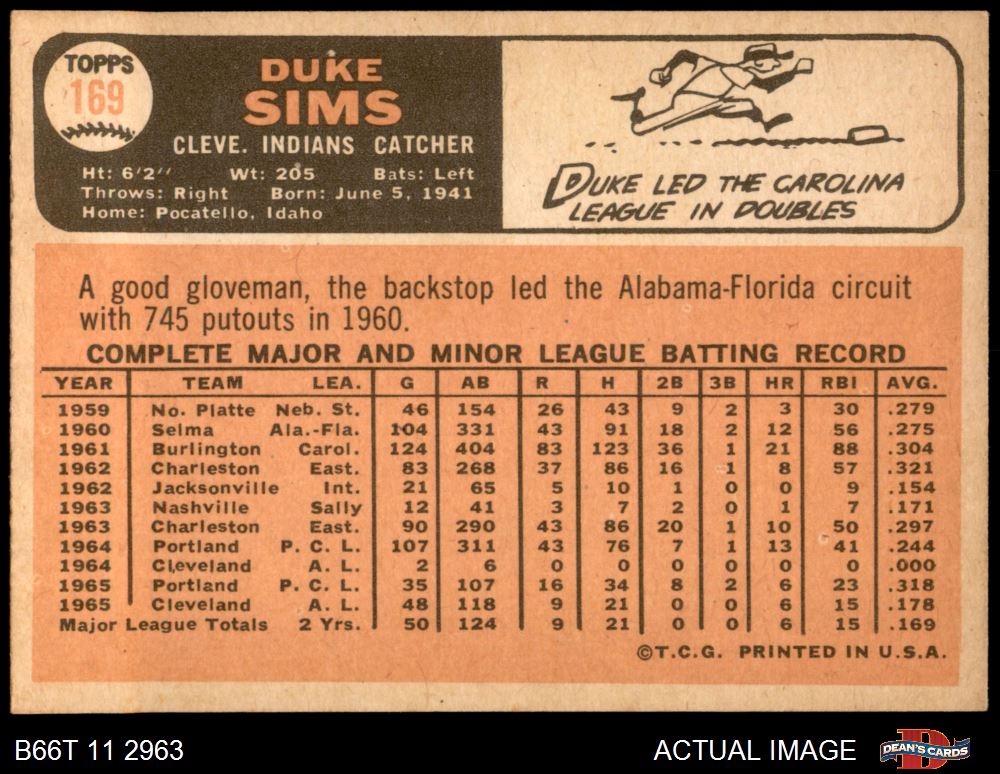 TOPPS
169
DUKE
SIMS
CLEVE. INDIANS CATCHER
Ht: 6'2" Wt: 205 Bats: Left
Throws: Right Born: June 5, 1941
Home: Pocatello, Idaho
DUKE LED THE CAROLINA
LEAGUE IN DOUBLES
A good gloveman, the backstop led the Alabama-Florida circuit
with 745 putouts in 1960.
COMPLETE MAJOR AND MINOR LEAGUE BATTING RECORD
YEAR TEAM LEA. G AB R H 2B 3B HR RBI AVG.
1959 No. Platte Neb. St. 46 154 26 43 9 2 3 30 .279
1960 Selma Ala.-Fla. 104 331 43 91 18 2 12 56 .275
1961 Burlington Carol. 124 404 83 123 36 1 21 88 .304
1962 Charleston East. 83 268 37 86 16 1 8 57 .321
1962 Jacksonville Int. 21 65 5 10 1 0 0 9 .154
1963 Nashville Sally 12 41 3 7 2 0 1 7 .171
1963 Charleston East. 90 290 43 86 20 1 10 50 .297
1964 Portland P. C. L. 107 311 43 76 7 1 13 41 .244
1964 Cleveland A. L. 2 6 0 0 0 0 0 0 .000
1965 Portland P. C. L. 35 107 16 34 8 2 6 23 .318
1965 Cleveland A. L. 48 118 9 21 0 0 6 15 .178
Major League Totals 2 Yrs. 50 124 9 21 0 0 6 15 .169
©T.C.G. PRINTED IN U.S.A.
B66T 11 2963 ACTUAL IMAGE DEAN'S CARDS